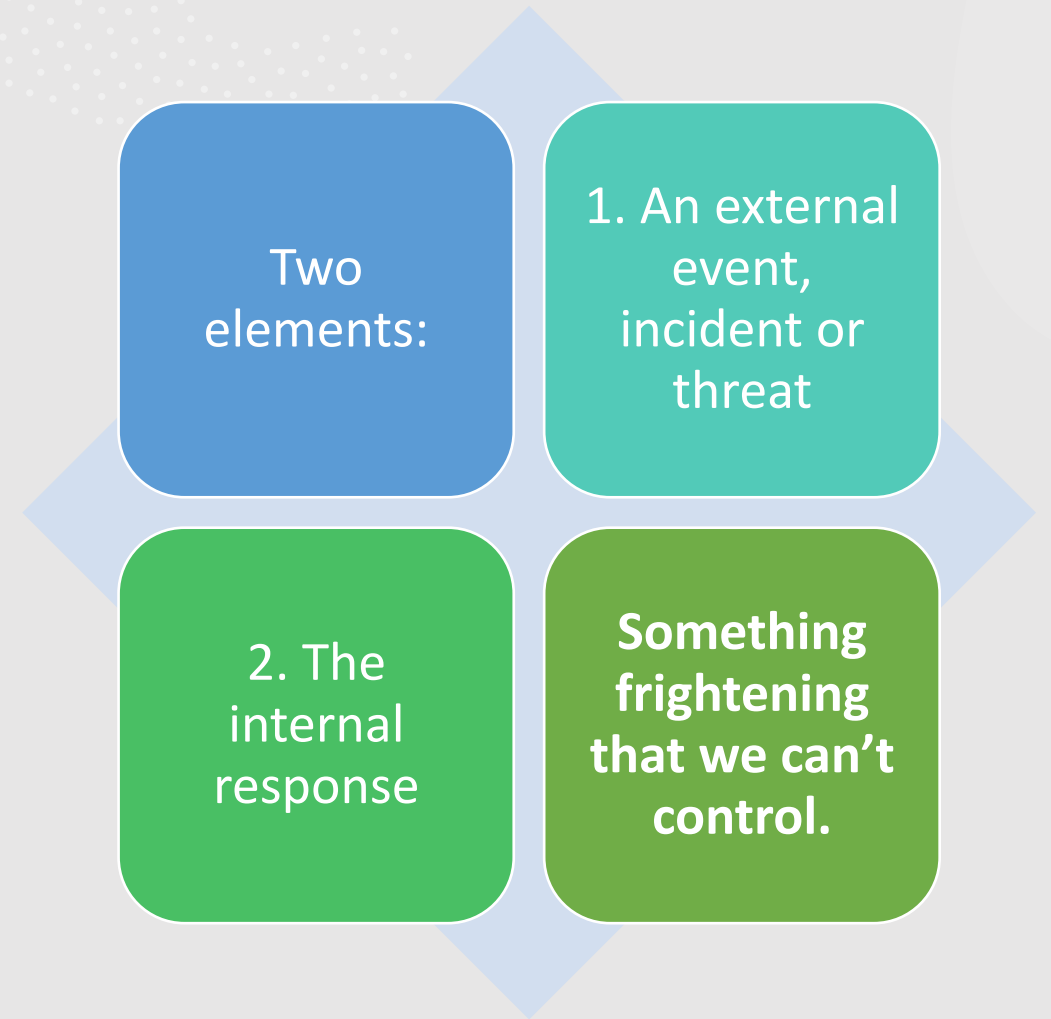 Two
elements:
1. An external
event,
incident or
threat
2. The
internal
response
Something
frightening
that we can’t
control.